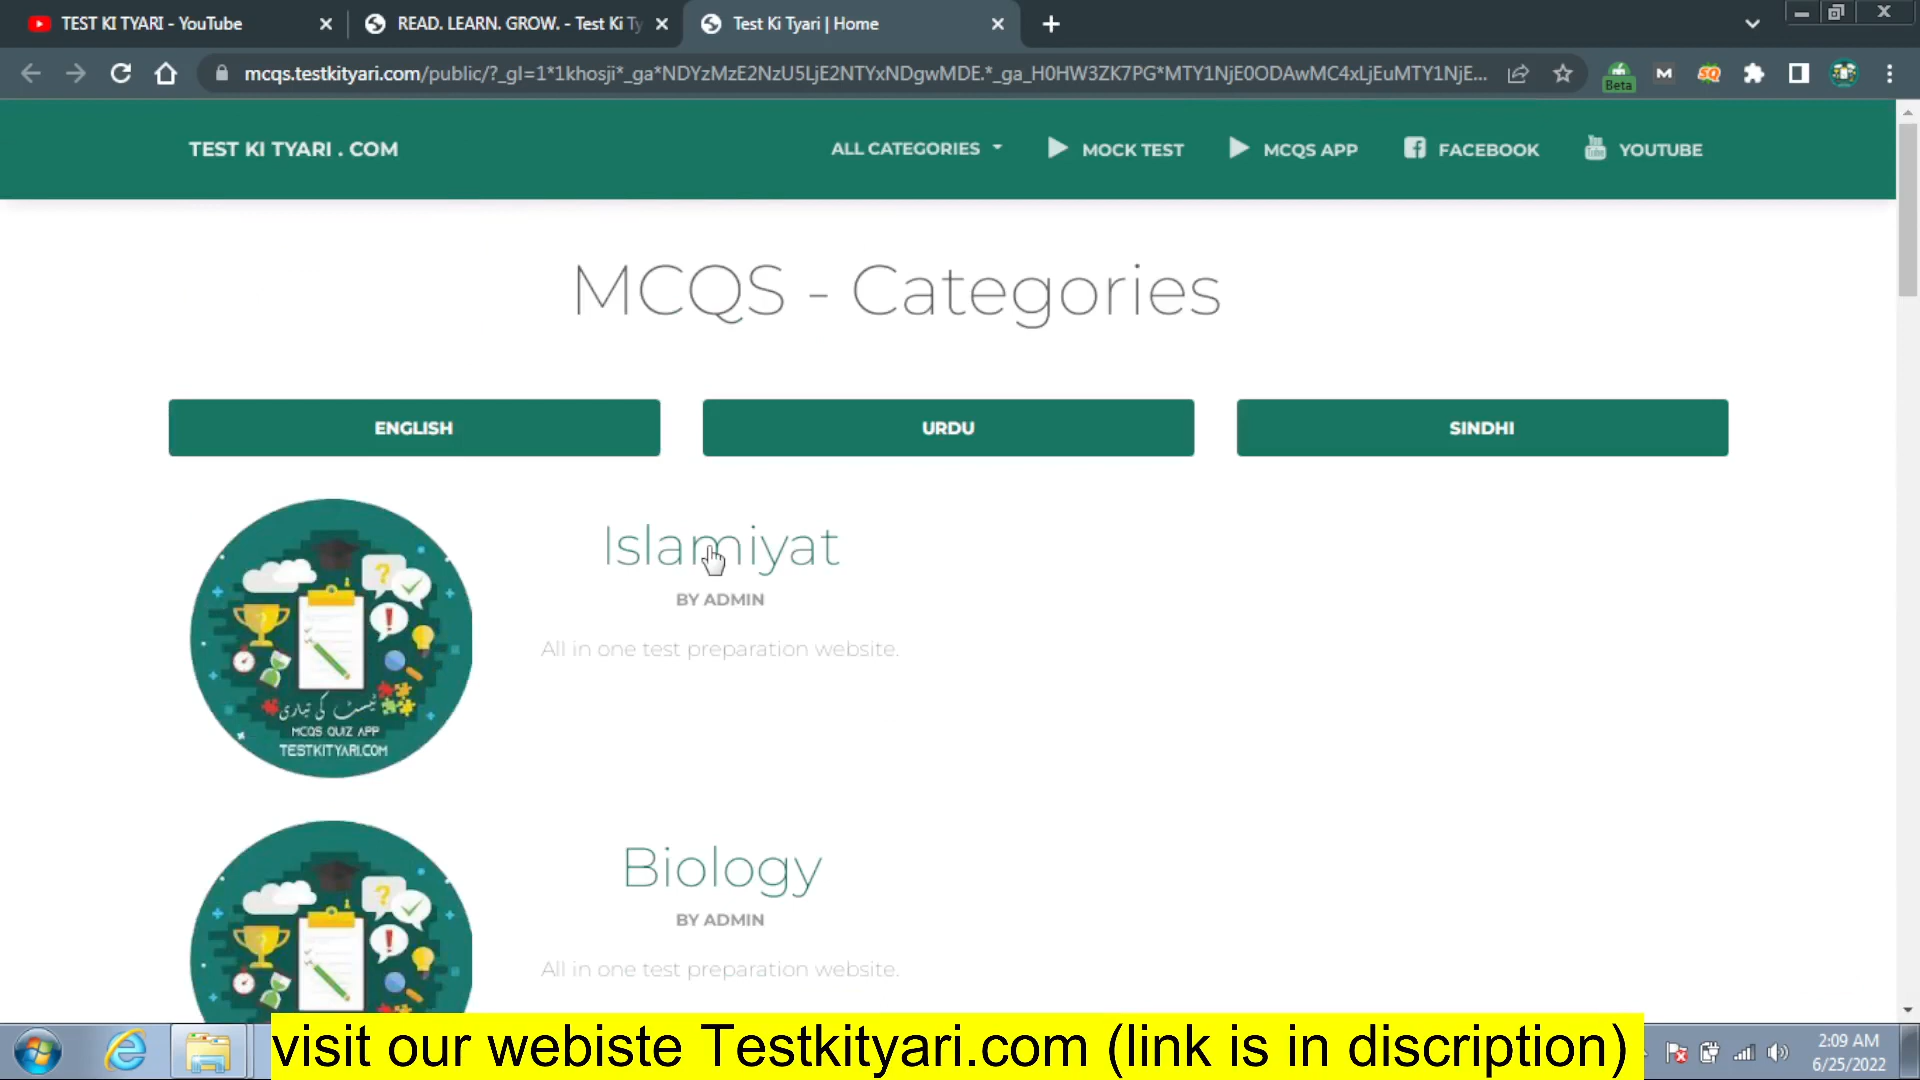 TEST KI TYARI - YouTube
READ. LEARN. GROW. - Test Ki Ty
Test Ki Tyari | Home
mcqs.testkityari.com/public/?_gl=1*1khosji*_ga*NDYzMzE2NzU5LjE2NTYxNDgwMDE.*_ga_H0HW3ZK7PG*MTY1NjE0ODAwMC4xLjEuMTY1NjE...
Beta
TEST KI TYARI . COM
ALL CATEGORIES
MOCK TEST
MCQS APP
FACEBOOK
YOUTUBE
MCQS - Categories
ENGLISH
URDU
SINDHI
Islamiyat
BY ADMIN
All in one test preparation website.
ٹیسٹ کی تیاری
MCQS QUIZ APP
TESTKITYARI.COM
Biology
BY ADMIN
All in one test preparation website.
visit our webiste Testkityari.com (link is in discription)
2:09 AM
6/25/2022